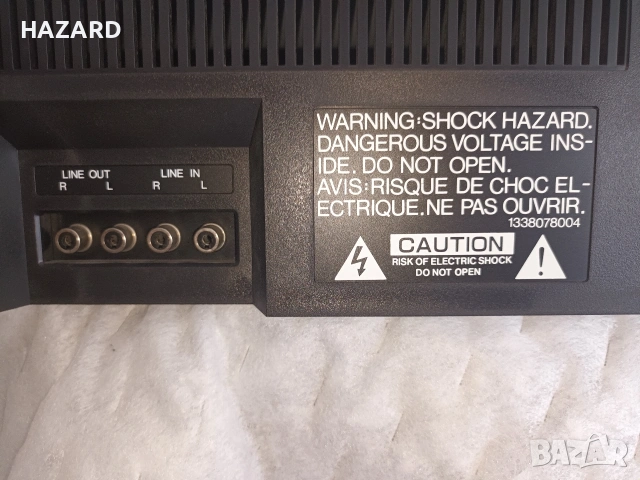 HAZARD
LINE OUT LINE IN
R L R L
WARNING:SHOCK HAZARD.
DANGEROUS VOLTAGE INS-
IDE. DO NOT OPEN.
AVIS:RISQUE DE CHOC EL-
ECTRIQUE.NE PAS OUVRIR.
1338078004
CAUTION
RISK OF ELECTRIC SHOCK
DO NOT OPEN
BAZAR